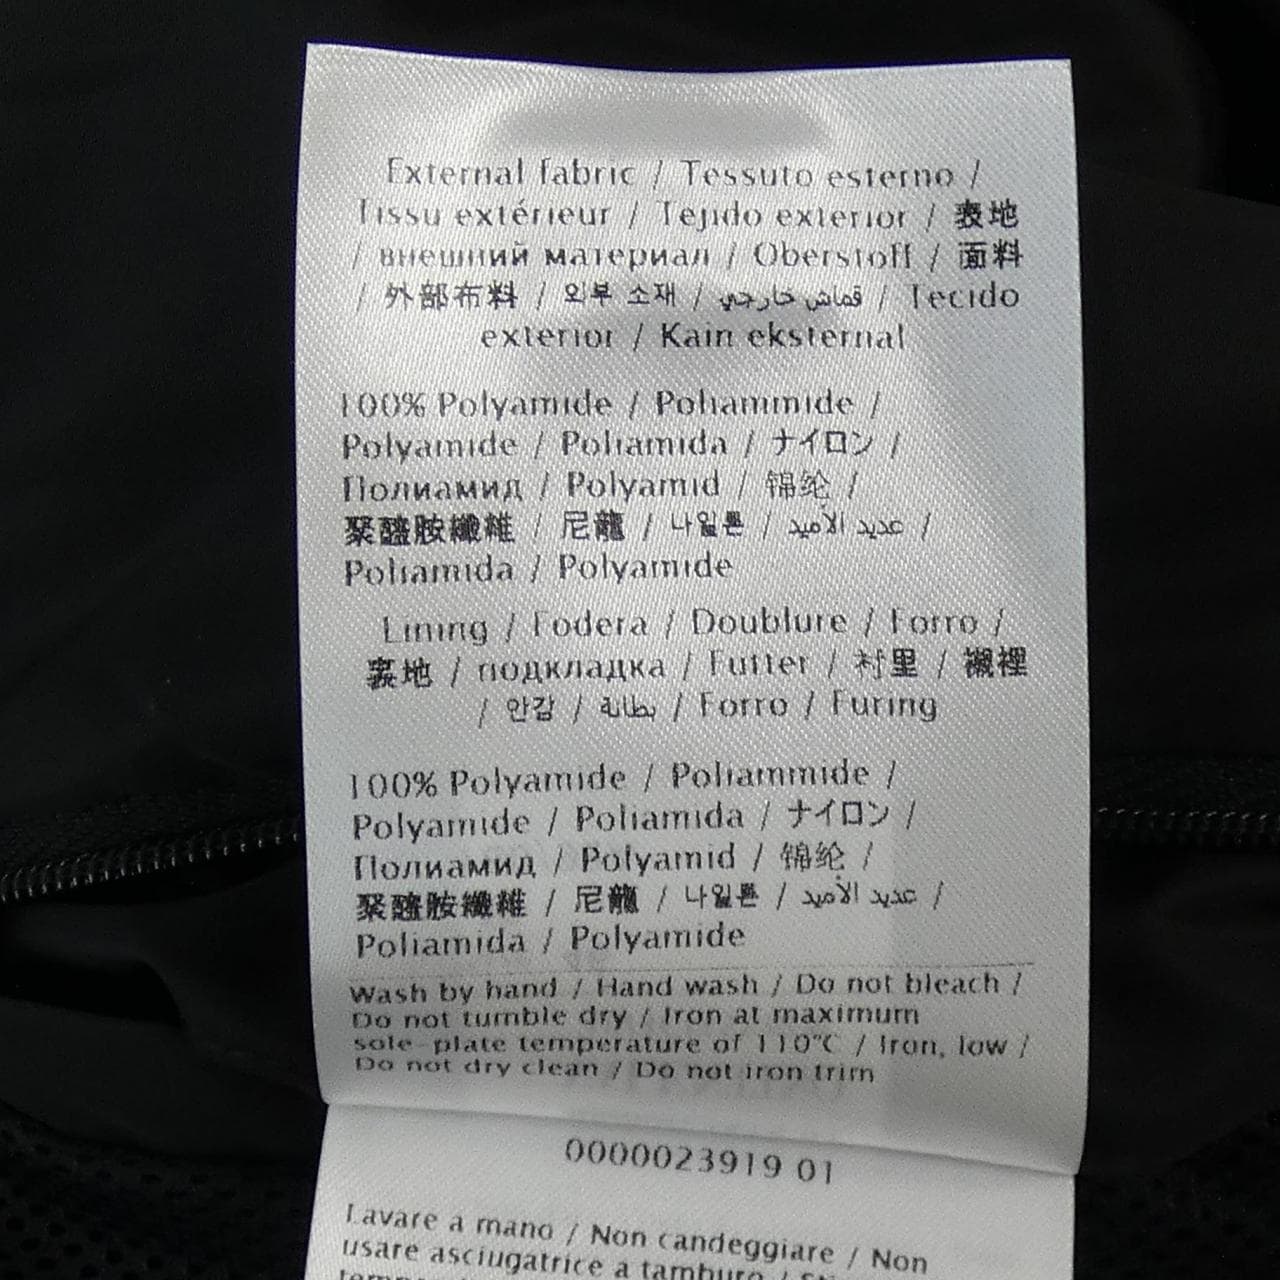 External fabric / Tessuto esterno /
Tissu extérieur / Tejido exterior / 表地
/ внешний материал / Oberstoff / 面料
/ 外部布料 / 외부 소재 / قماش خارجي / Tecido
exterior / Kain eksternal
100% Polyamide / Poliammide /
Polyamide / Poliamida / ナイロン /
Полиамид / Polyamid / 锦纶 /
聚醯胺纖維 / 尼龍 / 나일론 / عديد الأميد /
Poliamida / Polyamide
Lining / Fodera / Doublure / Forro /
裏地 / подкладка / Futter / 衬里 / 襯裡
/ 안감 / بطانة / Forro / Furing
100% Polyamide / Poliammide /
Polyamide / Poliamida / ナイロン /
Полиамид / Polyamid / 锦纶 /
聚醯胺纖維 / 尼龍 / 나일론 / عديد الأميد /
Poliamida / Polyamide
Wash by hand / Hand wash / Do not bleach /
Do not tumble dry / Iron at maximum
sole-plate temperature of 110°C / Iron, low /
Do not dry clean / Do not iron trim
0000023919 01
Lavare a mano / Non candeggiare / Non
usare asciugatrice a tamburo /